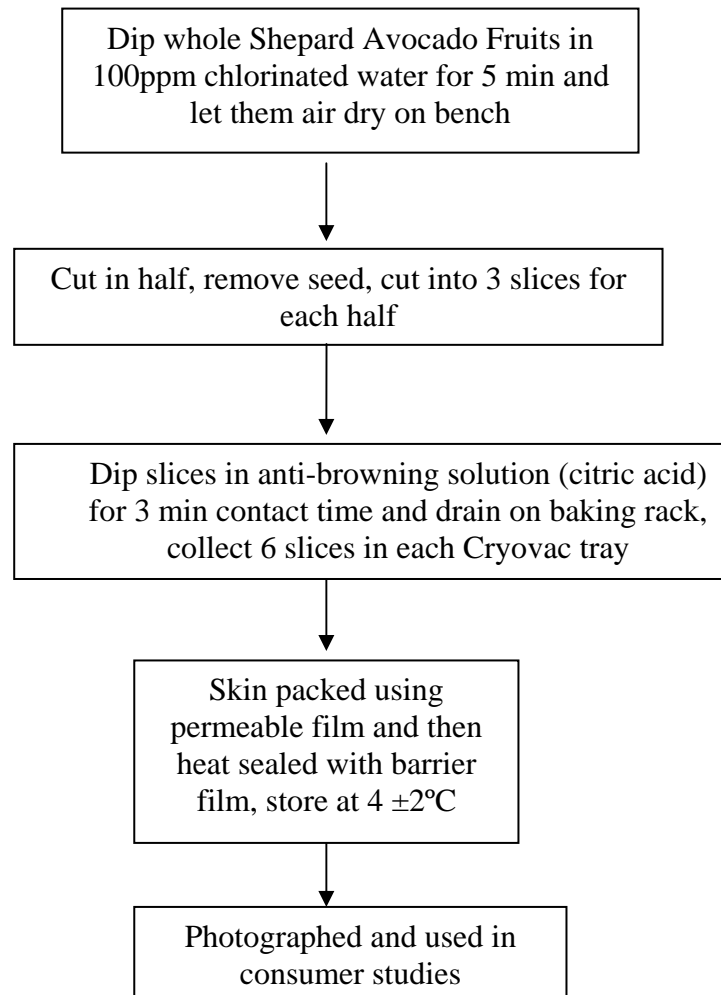 Dip whole Shepard Avocado Fruits in
100ppm chlorinated water for 5 min and
let them air dry on bench
Cut in half, remove seed, cut into 3 slices for
each half
Dip slices in anti-browning solution (citric acid)
for 3 min contact time and drain on baking rack,
collect 6 slices in each Cryovac tray
Skin packed using
permeable film and then
heat sealed with barrier
film, store at 4 ±2ºC
Photographed and used in
consumer studies